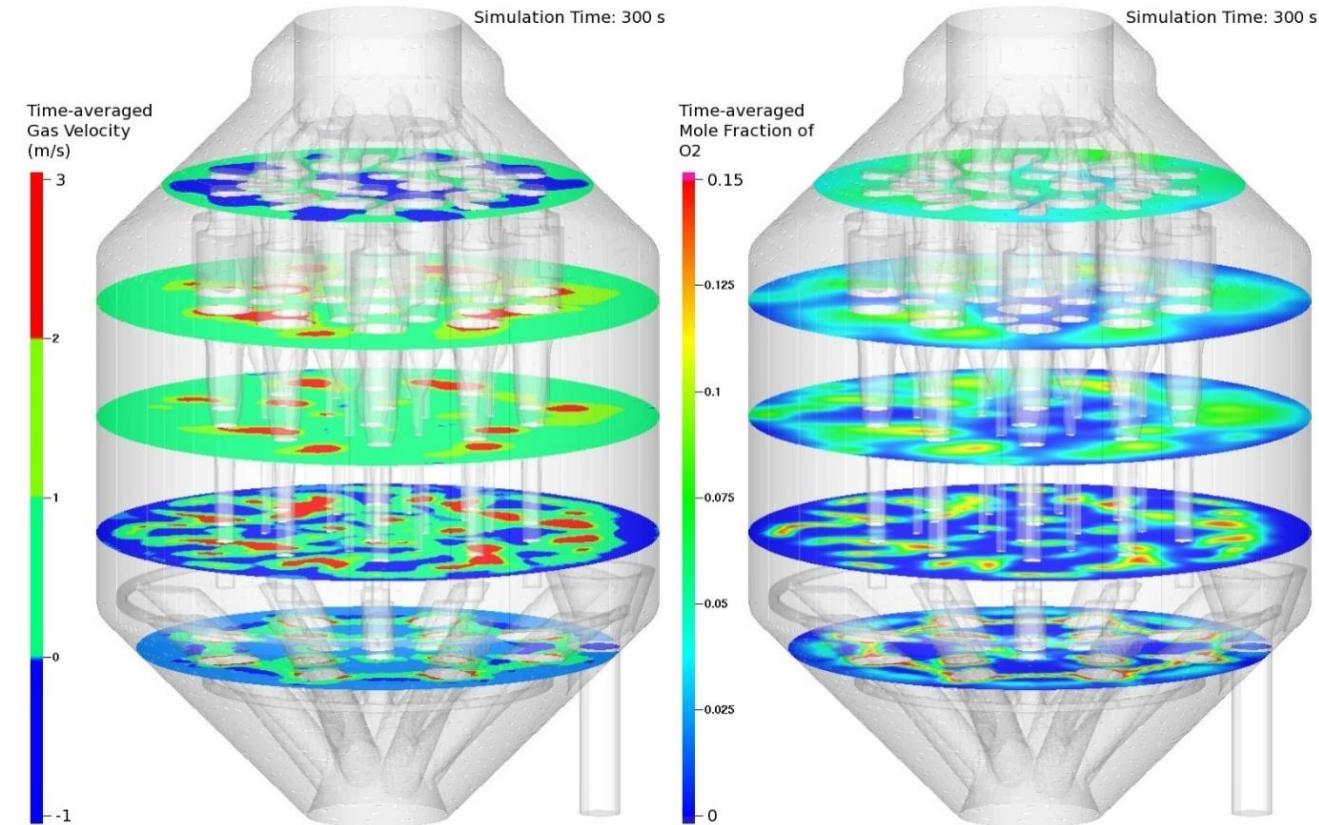 Simulation Time: 300 s
Time-averaged
Gas Velocity
(m/s)
3
2
1
0
-1
Simulation Time: 300 s
Time-averaged
Mole Fraction of
O2
0.15
0.125
0.1
0.075
0.05
0.025
0